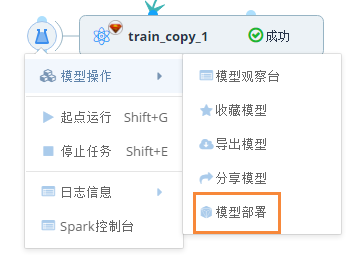 train_copy_1 成功
模型操作
起点运行 Shift+G
停止任务 Shift+E
日志信息
Spark控制台
模型观察台
收藏模型
导出模型
分享模型
模型部署